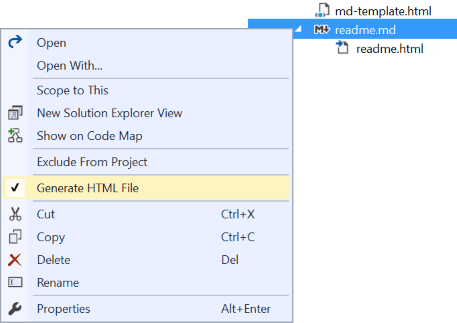 md-template.html
readme.md
readme.html
Open
Open With...
Scope to This
New Solution Explorer View
Show on Code Map
Exclude From Project
Generate HTML File
Cut Ctrl+X
Copy Ctrl+C
Delete Del
Rename
Properties Alt+Enter